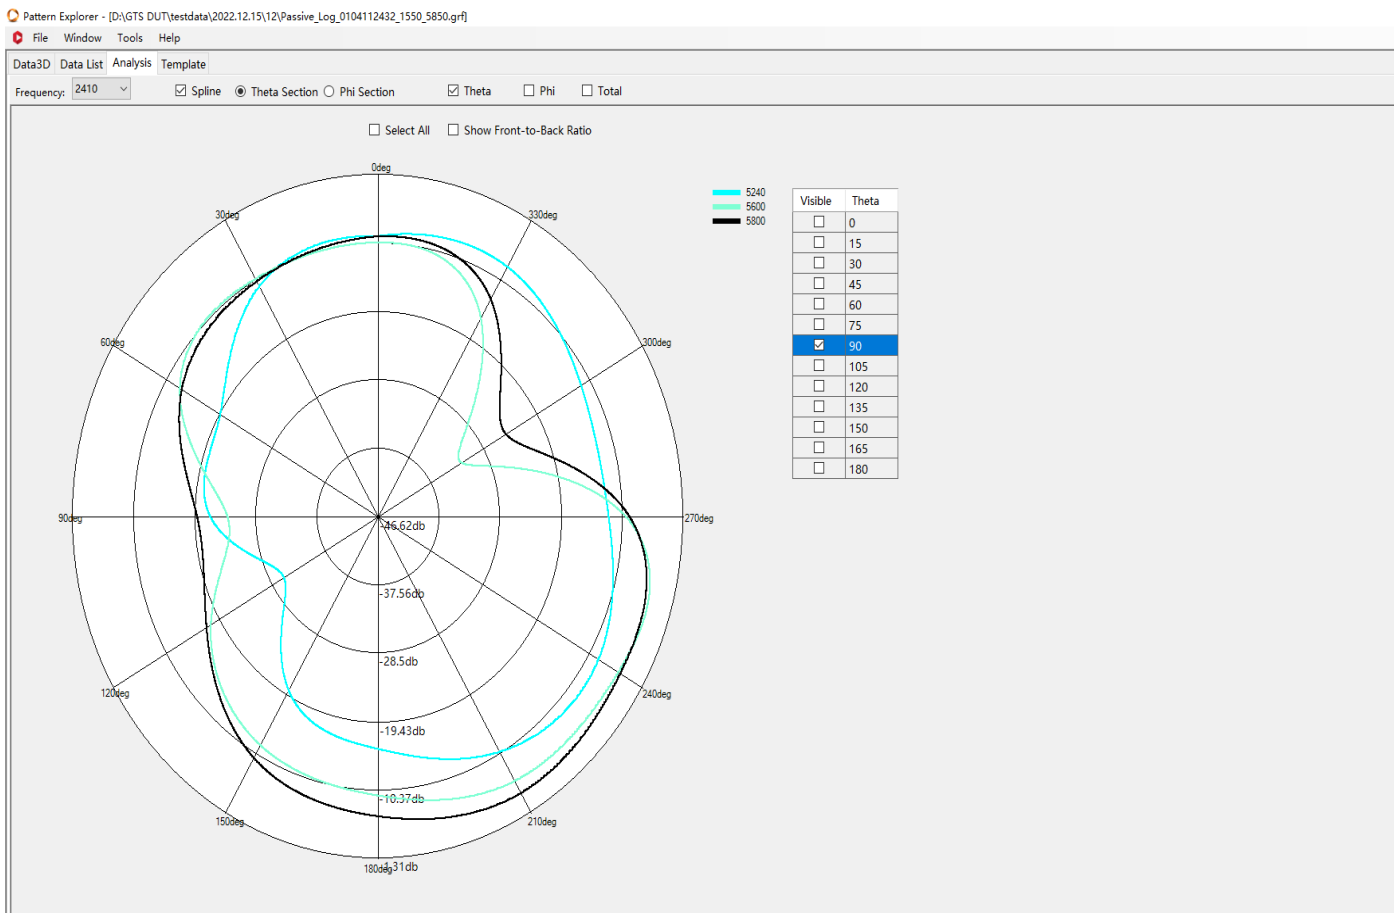 Pattern Explorer - [D:\GTS DUT\testdata\2022.12.15\12\Passive_Log_0104112432_1550_5850.grf]
File Window Tools Help
Data3D Data List Analysis Template
Frequency: 2410 Spline Theta Section Phi Section Theta Phi Total
Select All Show Front-to-Back Ratio
0deg
30deg
330deg
60deg
300deg
90deg
270deg
120deg
240deg
150deg
210deg
180deg
-46.62db
-37.56db
-28.5db
-19.43db
-10.37db
-1.31db
5240
5600
5800
Visible Theta
0
15
30
45
60
75
90
105
120
135
150
165
180